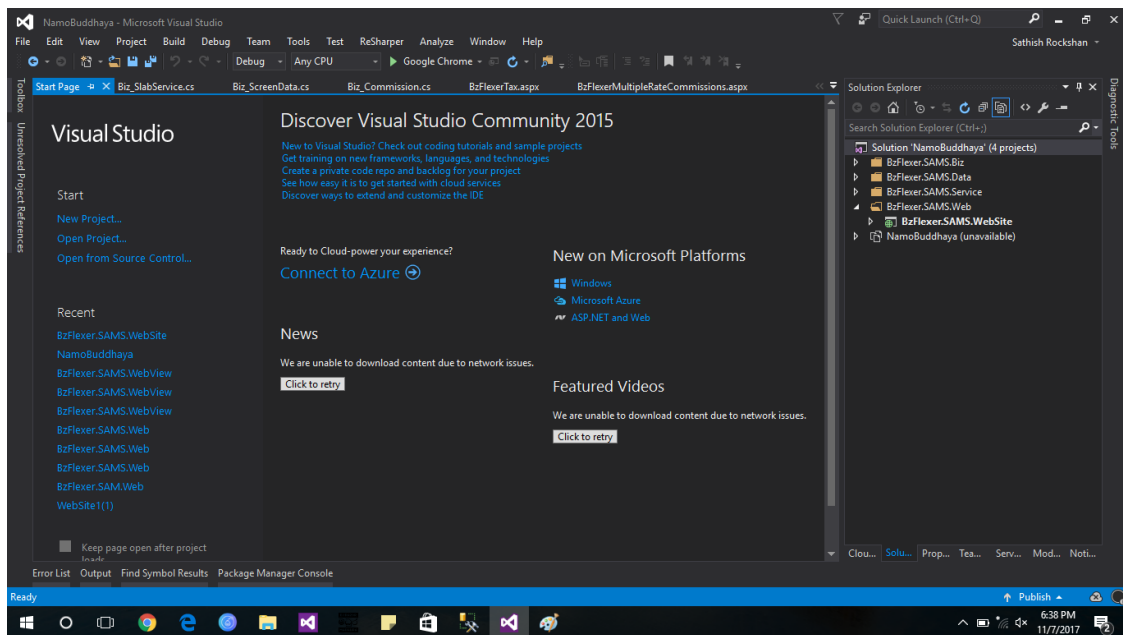 NamoBuddhaya - Microsoft Visual Studio
Quick Launch (Ctrl+Q)
File Edit View Project Build Debug Team Tools Test ReSharper Analyze Window Help
Sathish Rockshan
Debug Any CPU Google Chrome
Toolbox
Unresolved Project References
Start Page Biz_SlabService.cs Biz_ScreenData.cs Biz_Commission.cs BzFlexerTax.aspx BzFlexerMultipleRateCommissions.aspx
Visual Studio
Start
New Project...
Open Project...
Open from Source Control...
Recent
BzFlexer.SAMS.WebSite
NamoBuddhaya
BzFlexer.SAMS.WebView
BzFlexer.SAMS.WebView
BzFlexer.SAMS.WebView
BzFlexer.SAMS.Web
BzFlexer.SAMS.Web
BzFlexer.SAMS.Web
BzFlexer.SAM.Web
WebSite1(1)
Keep page open after project
loads
Discover Visual Studio Community 2015
New to Visual Studio? Check out coding tutorials and sample projects
Get training on new frameworks, languages, and technologies
Create a private code repo and backlog for your project
See how easy it is to get started with cloud services
Discover ways to extend and customize the IDE
Ready to Cloud-power your experience?
Connect to Azure
News
We are unable to download content due to network issues.
Click to retry
New on Microsoft Platforms
Windows
Microsoft Azure
ASP.NET and Web
Featured Videos
We are unable to download content due to network issues.
Click to retry
Solution Explorer
Search Solution Explorer (Ctrl+;)
Solution 'NamoBuddhaya' (4 projects)
BzFlexer.SAMS.Biz
BzFlexer.SAMS.Data
BzFlexer.SAMS.Service
BzFlexer.SAMS.Web
BzFlexer.SAMS.WebSite
NamoBuddhaya (unavailable)
Clou... Solu... Prop... Tea... Serv... Mod... Noti...
Diagnostic Tools
Error List Output Find Symbol Results Package Manager Console
Ready
Publish
6:38 PM
11/7/2017
2